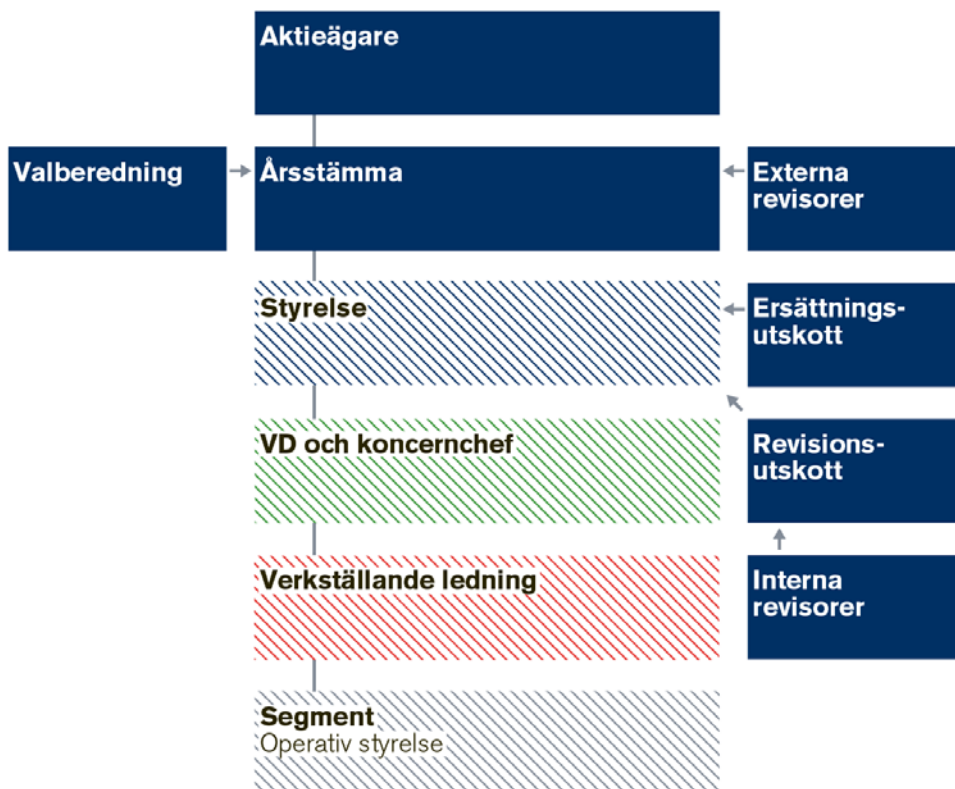 Aktieägare
Valberedning
Årsstämma
Externa
revisorer
Styrelse
Ersättnings-
utskott
VD och koncernchef
Revisions-
utskott
Verkställande ledning
Interna
revisorer
Segment
Operativ styrelse